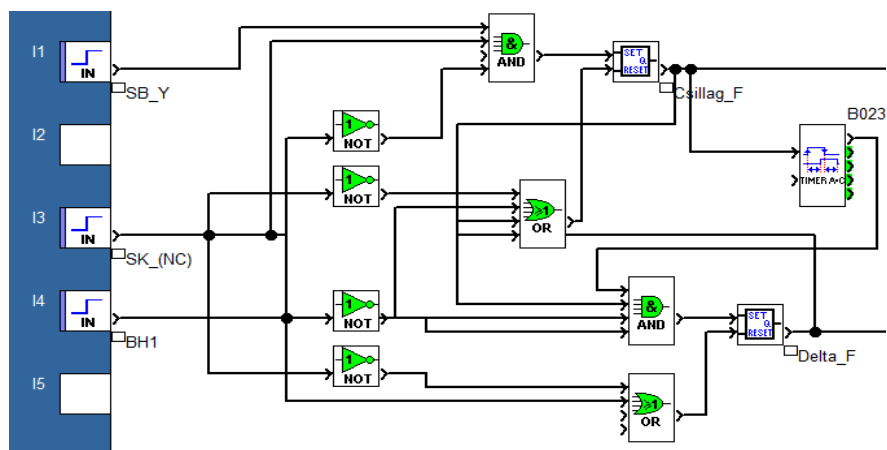 I1
IN
SB_Y
I2
I3
IN
SK_(NC)
I4
IN
BH1
I5
&
AND
SET
Q
RESET
Csillag_F
B023
TIMER A•C
1
NOT
1
NOT
≥1
OR
1
NOT
&
AND
SET
Q
RESET
Delta_F
1
NOT
≥1
OR